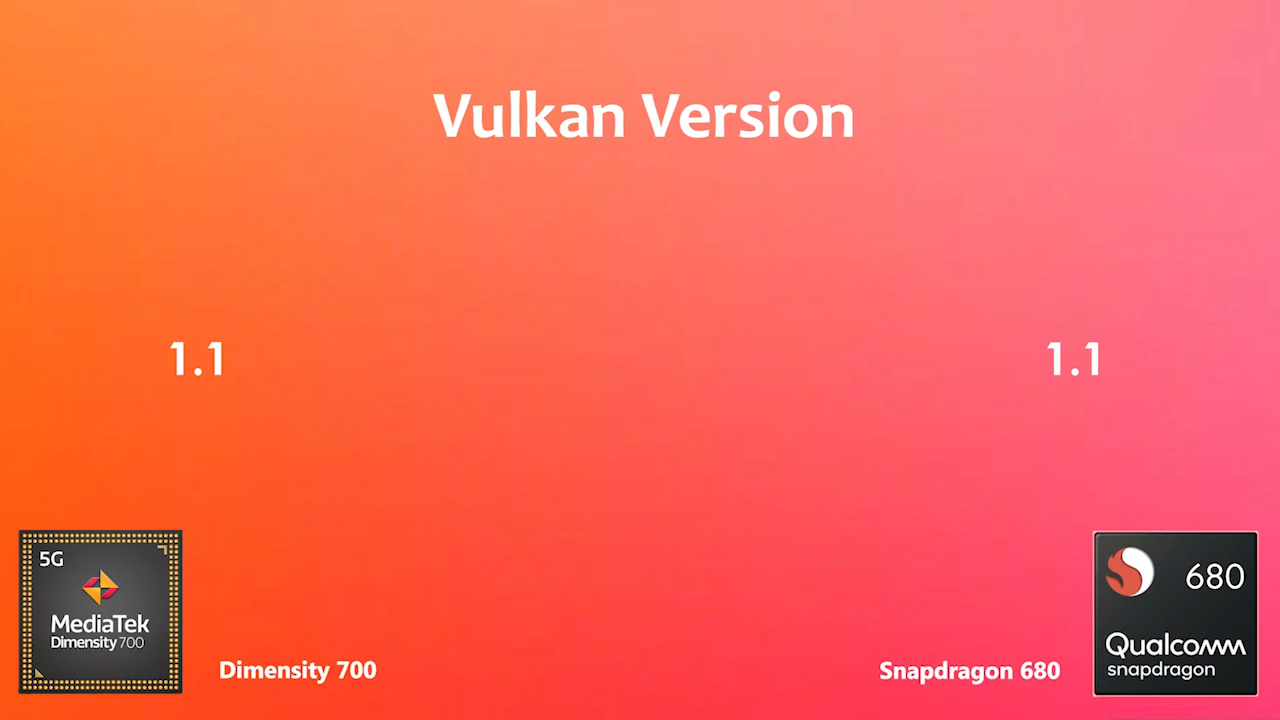 Vulkan Version
1.1
1.1
5G
MediaTek
Dimensity 700
Dimensity 700
Snapdragon 680
680
Qualcomm
snapdragon